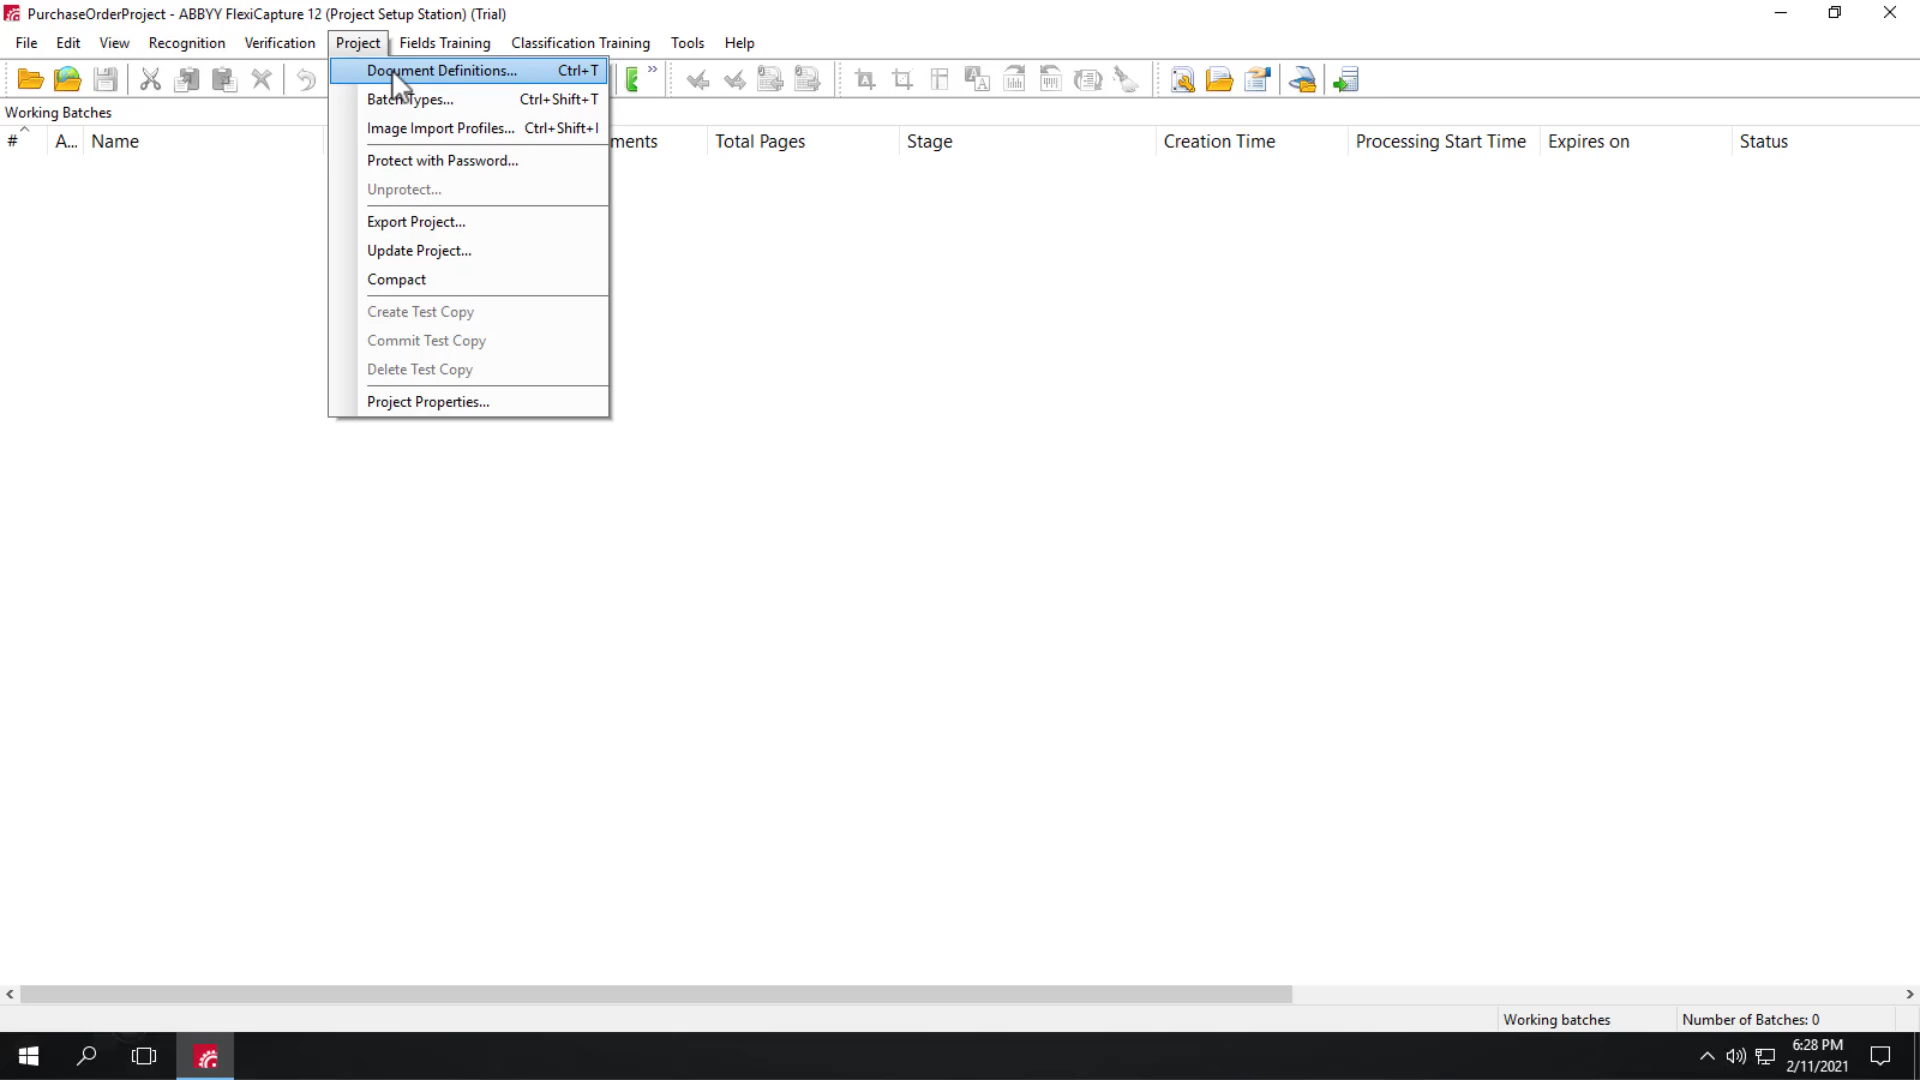 PurchaseOrderProject - ABBYY FlexiCapture 12 (Project Setup Station) (Trial)
File Edit View Recognition Verification Project Fields Training Classification Training Tools Help
Document Definitions... Ctrl+T
Batch Types... Ctrl+Shift+T
Image Import Profiles... Ctrl+Shift+I
Protect with Password...
Unprotect...
Export Project...
Update Project...
Compact
Create Test Copy
Commit Test Copy
Delete Test Copy
Project Properties...
Working Batches
# A... Name ments Total Pages Stage Creation Time Processing Start Time Expires on Status
Working batches Number of Batches: 0
6:28 PM
2/11/2021